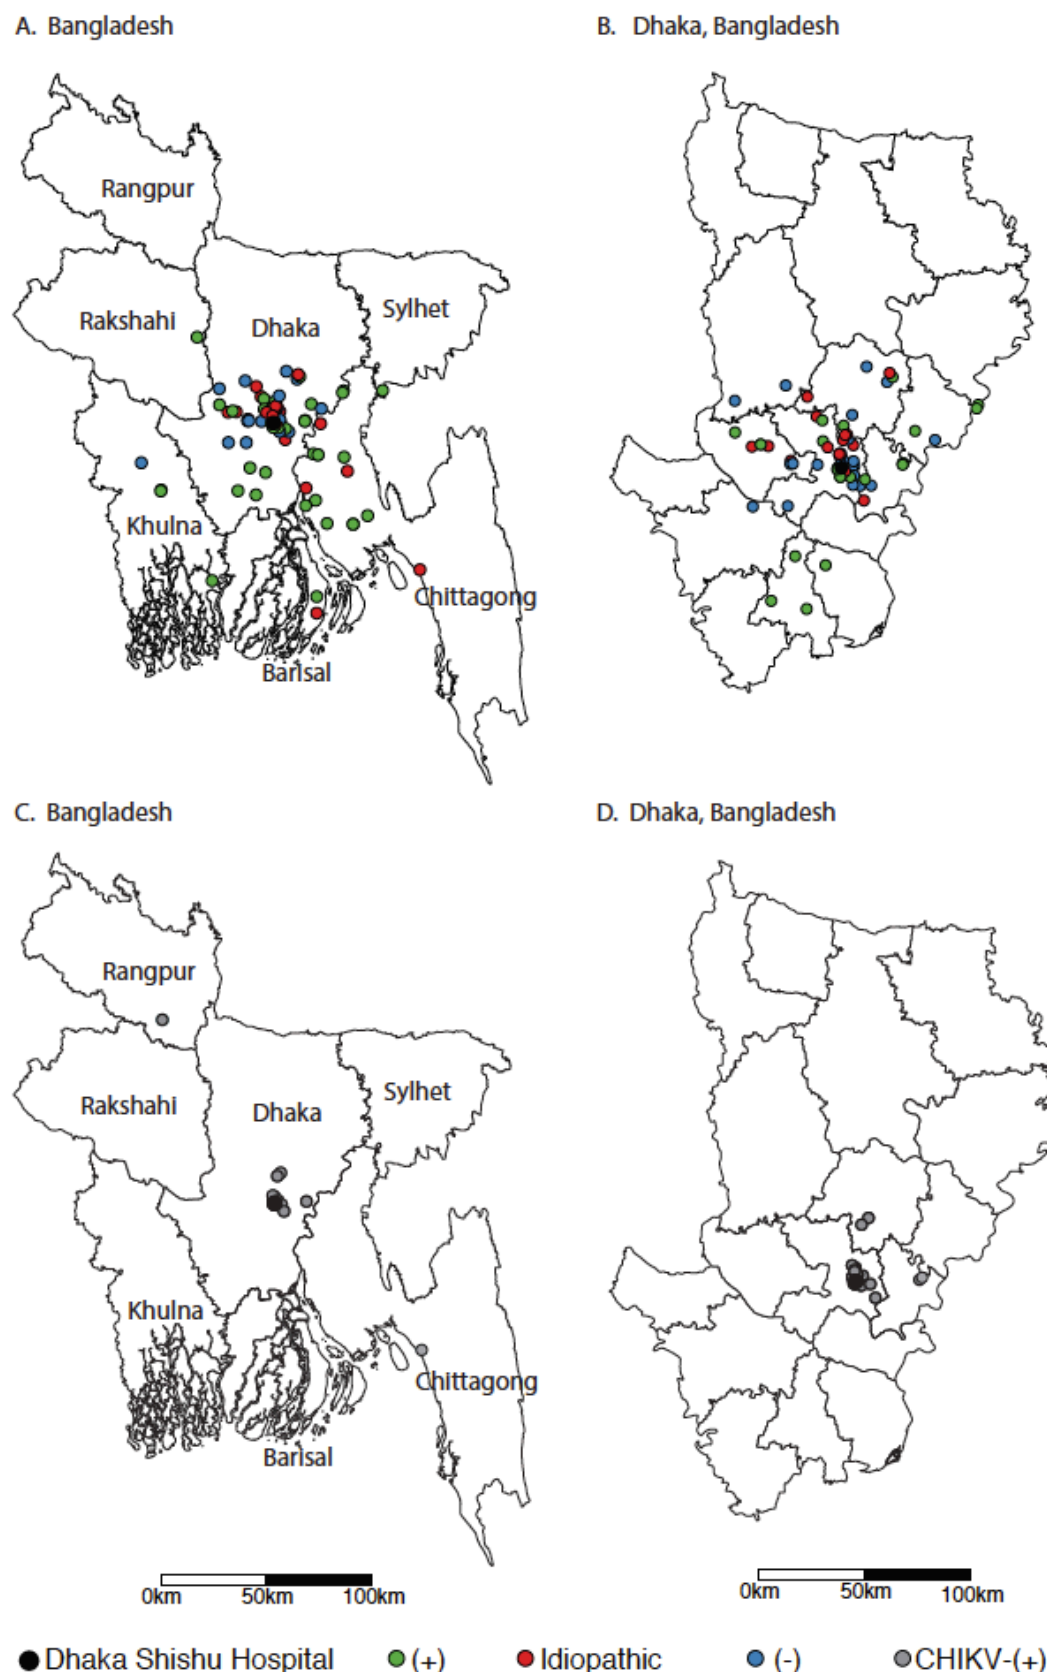 A. Bangladesh
B. Dhaka, Bangladesh
Rangpur
Rakshahi
Dhaka
Sylhet
Khulna
Chittagong
Barisal
C. Bangladesh
D. Dhaka, Bangladesh
Rangpur
Rakshahi
Dhaka
Sylhet
Khulna
Chittagong
Barisal
0km 50km 100km
0km 50km 100km
Dhaka Shishu Hospital (+) Idiopathic (-) CHIKV-(+)